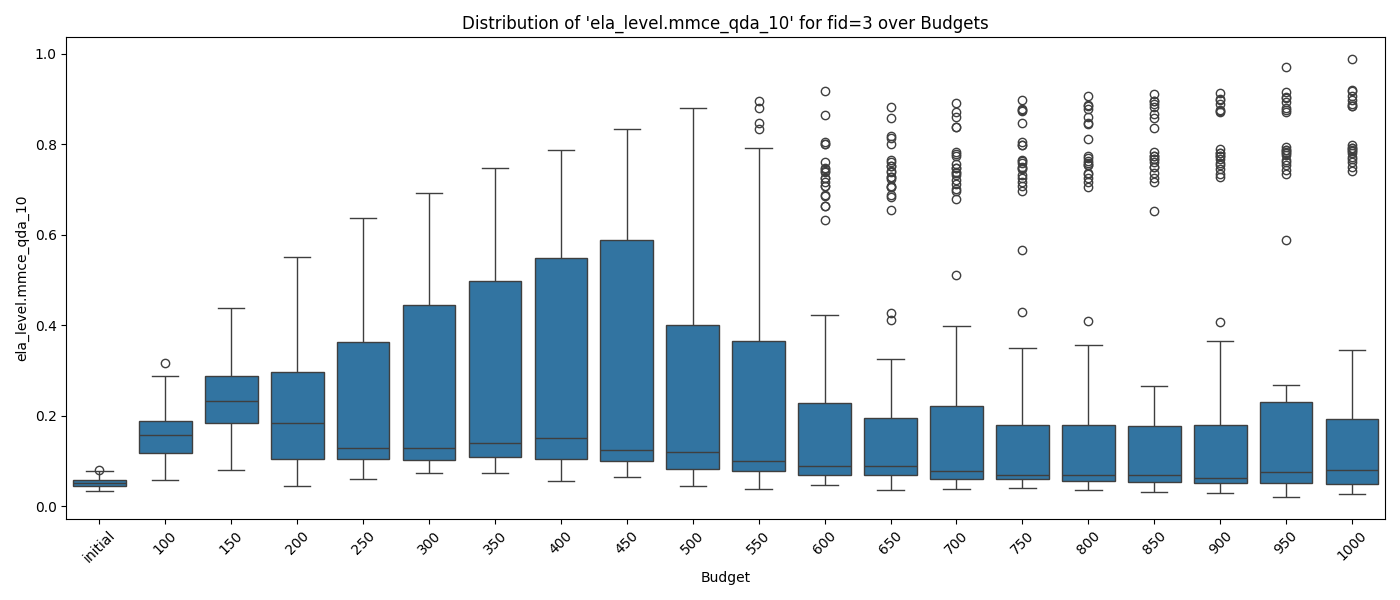 Distribution of 'ela_level.mmce_qda_10' for fid=3 over Budgets
ela_level.mmce_qda_10
1.0
0.8
0.6
0.4
0.2
0.0
initial 100 150 200 250 300 350 400 450 500 550 600 650 700 750 800 850 900 950 1000
Budget